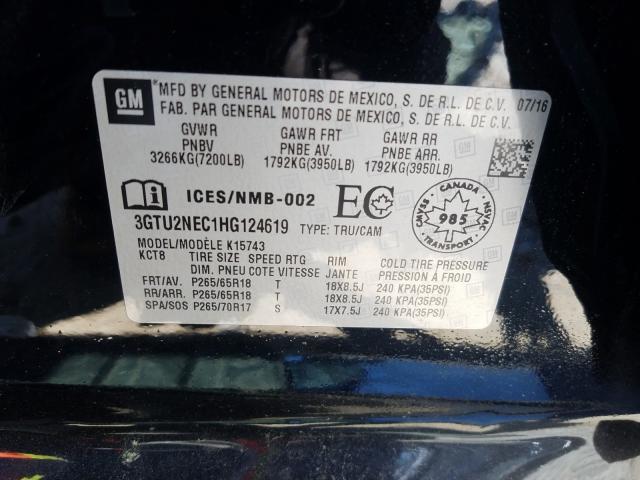 GM
*MFD BY GENERAL MOTORS DE MEXICO, S. DE R.L. DE C.V. 07/16
FAB. PAR GENERAL MOTORS DE MEXICO, S. DE R.L. DE C.V.
GVWR GAWR FRT GAWR RR
PNBV PNBE AV. PNBE ARR.
3266KG(7200LB) 1792KG(3950LB) 1792KG(3950LB)
ICES/NMB-002 EC
CANADA
CMVSS 985 NSVAC
TRANSPORT
3GTU2NEC1HG124619 TYPE: TRU/CAM
MODEL/MODÈLE K15743
KCT8 TIRE SIZE SPEED RTG RIM COLD TIRE PRESSURE
DIM. PNEU COTE VITESSE JANTE PRESSION À FROID
FRT/AV. P265/65R18 T 18X8.5J 240 KPA(35PSI)
RR/ARR. P265/65R18 T 18X8.5J 240 KPA(35PSI)
SPA/SOS P265/70R17 S 17X7.5J 240 KPA(35PSI)